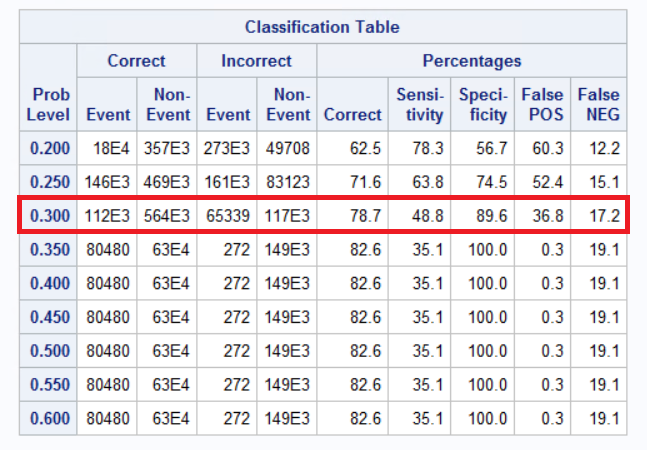 Classification Table
Correct Incorrect Percentages
Prob Level Event Non-Event Event Non-Event Correct Sensi-tivity Speci-ficity False POS False NEG
0.200 18E4 357E3 273E3 49708 62.5 78.3 56.7 60.3 12.2
0.250 146E3 469E3 161E3 83123 71.6 63.8 74.5 52.4 15.1
0.300 112E3 564E3 65339 117E3 78.7 48.8 89.6 36.8 17.2
0.350 80480 63E4 272 149E3 82.6 35.1 100.0 0.3 19.1
0.400 80480 63E4 272 149E3 82.6 35.1 100.0 0.3 19.1
0.450 80480 63E4 272 149E3 82.6 35.1 100.0 0.3 19.1
0.500 80480 63E4 272 149E3 82.6 35.1 100.0 0.3 19.1
0.550 80480 63E4 272 149E3 82.6 35.1 100.0 0.3 19.1
0.600 80480 63E4 272 149E3 82.6 35.1 100.0 0.3 19.1